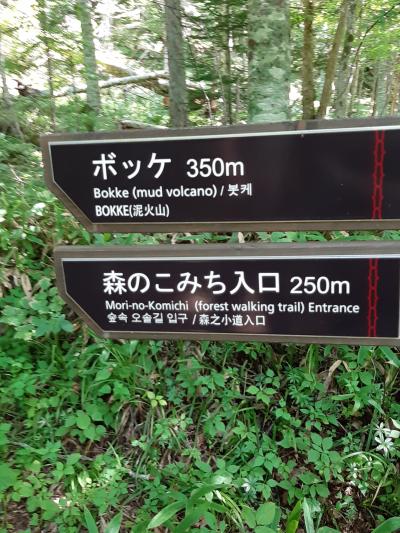 ボッケ 350m
Bokke (mud volcano) / 봇케
BOKKE(泥火山)
森のこみち入口 250m
Mori-no-Komichi (forest walking trail) Entrance
숲속 오솔길 입구 / 森之小道入口